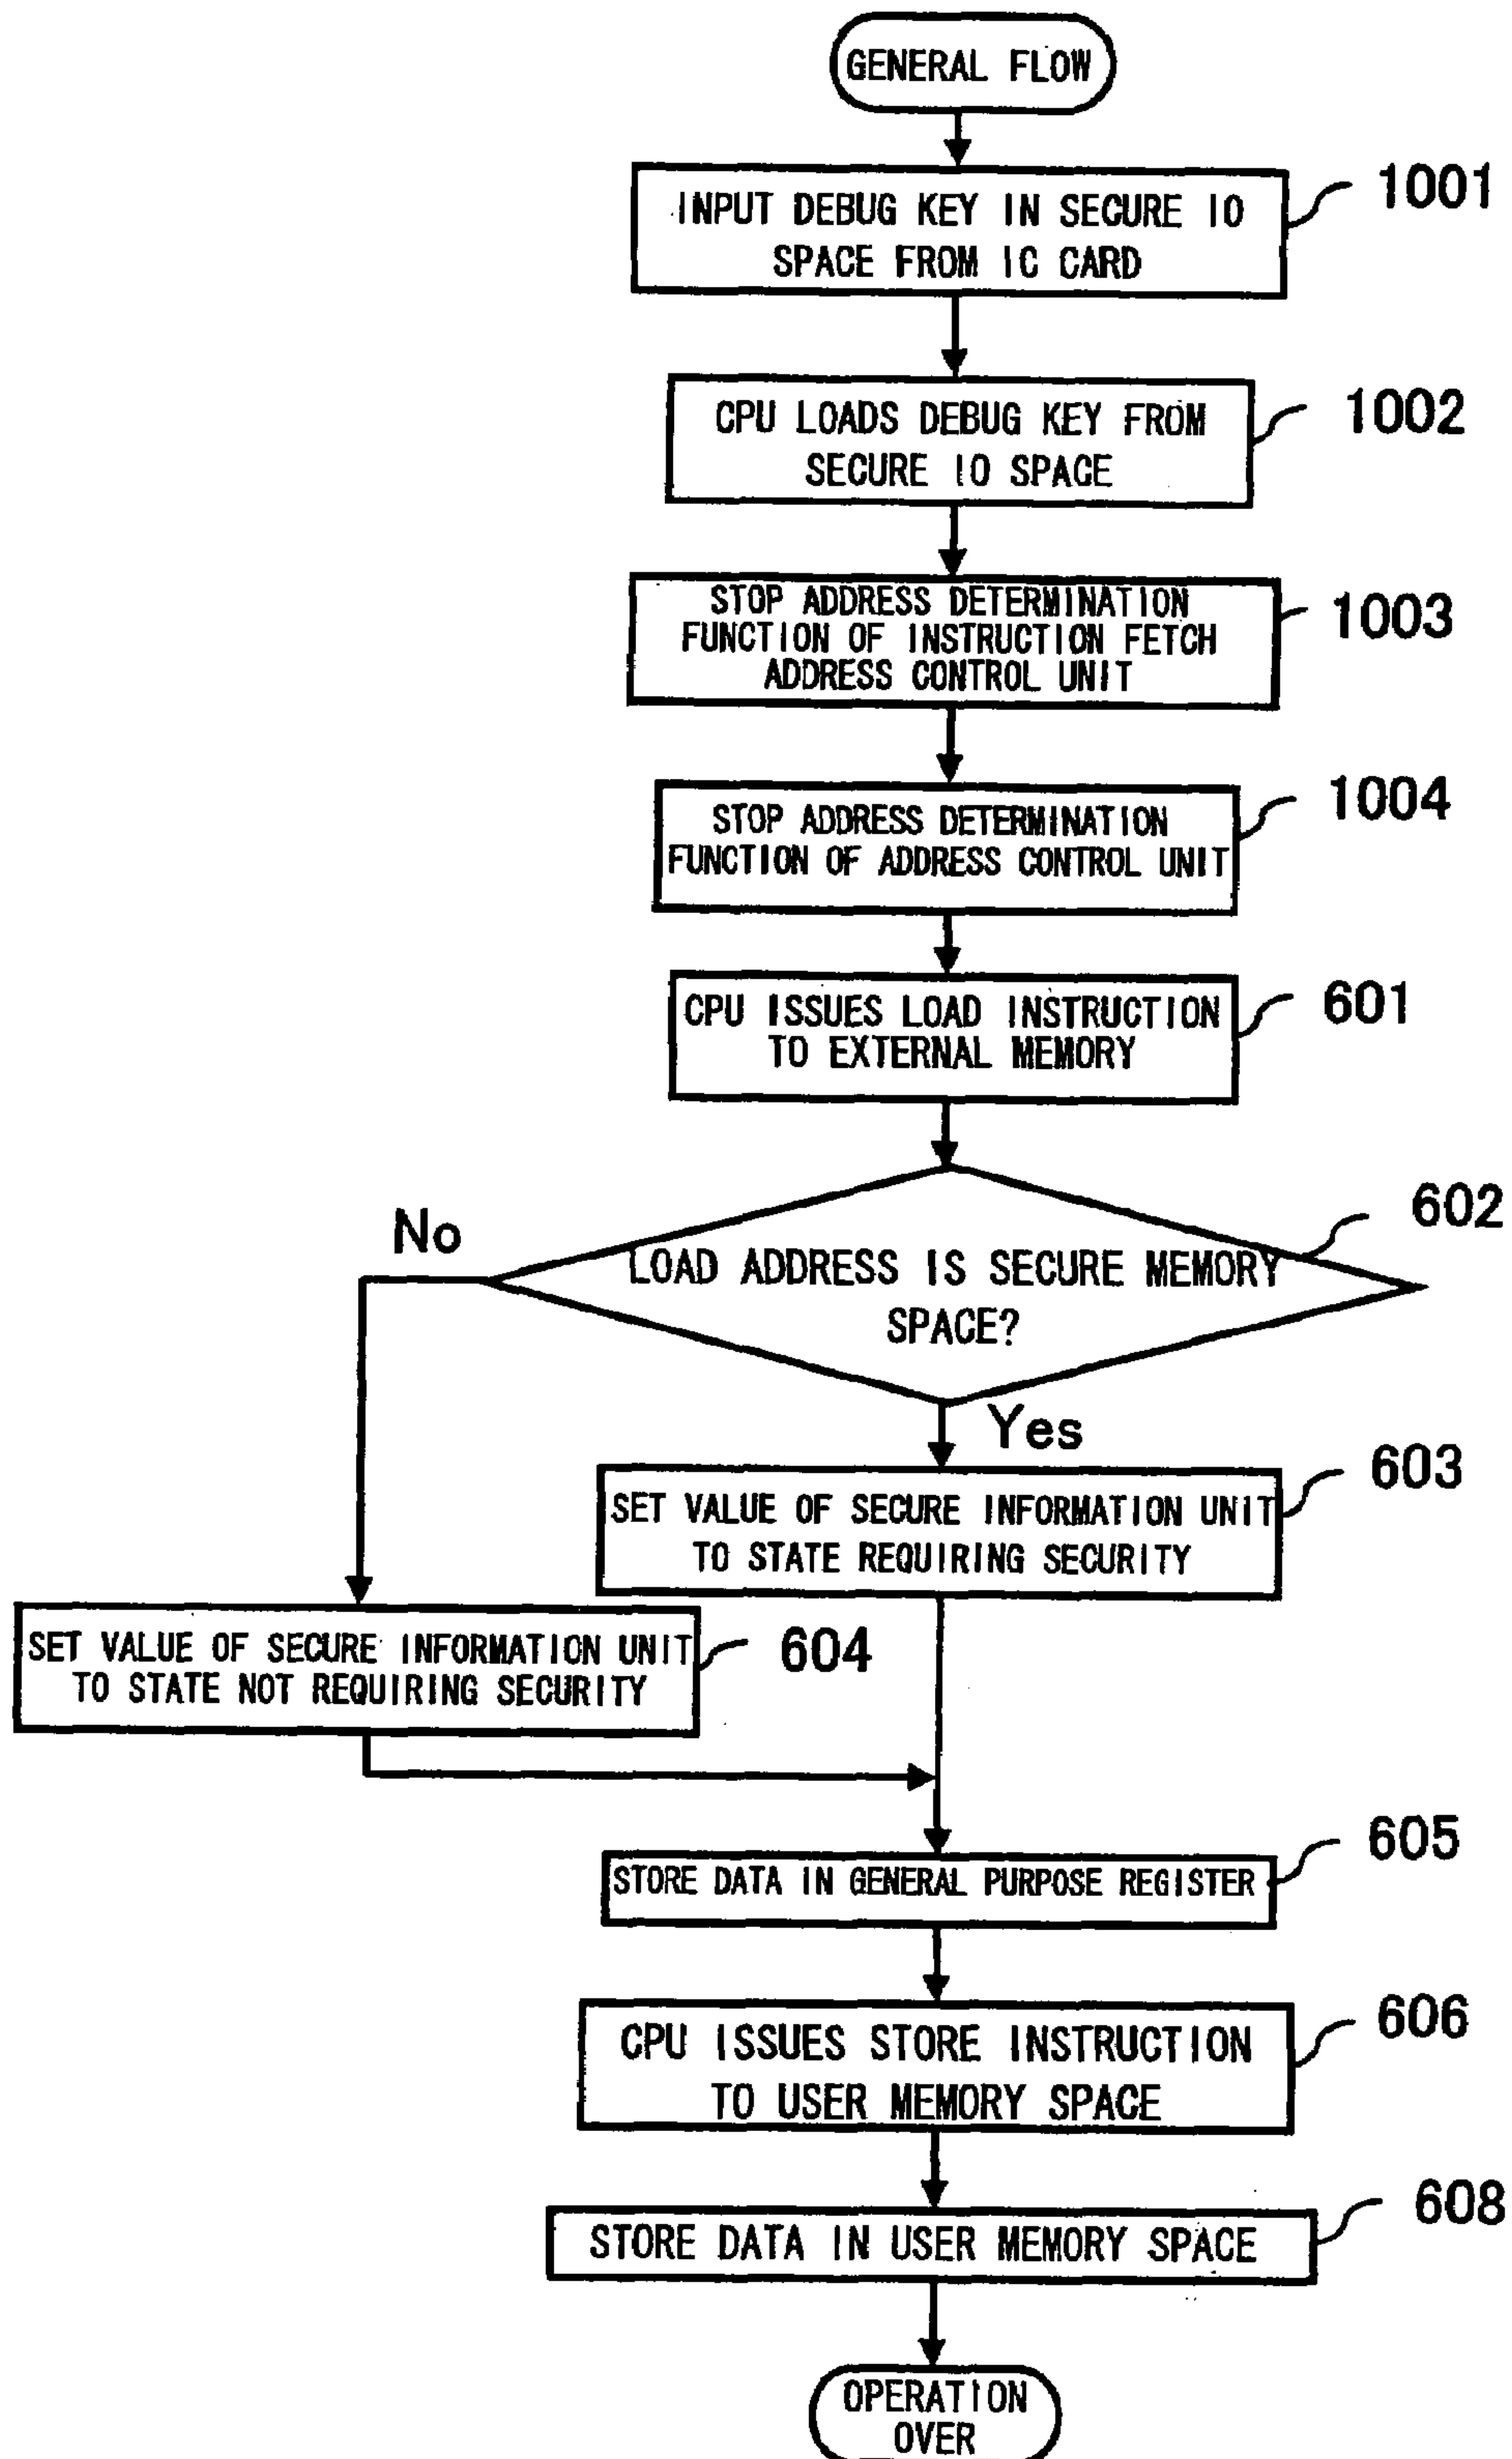 GENERAL FLOW
INPUT DEBUG KEY IN SECURE IO
SPACE FROM IC CARD
1001
CPU LOADS DEBUG KEY FROM
SECURE IO SPACE
1002
STOP ADDRESS DETERMINATION
FUNCTION OF INSTRUCTION FETCH
ADDRESS CONTROL UNIT
1003
STOP ADDRESS DETERMINATION
FUNCTION OF ADDRESS CONTROL UNIT
1004
CPU ISSUES LOAD INSTRUCTION
TO EXTERNAL MEMORY
601
LOAD ADDRESS IS SECURE MEMORY
SPACE?
602
No
Yes
SET VALUE OF SECURE INFORMATION UNIT
TO STATE REQUIRING SECURITY
603
SET VALUE OF SECURE INFORMATION UNIT
TO STATE NOT REQUIRING SECURITY
604
STORE DATA IN GENERAL PURPOSE REGISTER
605
CPU ISSUES STORE INSTRUCTION
TO USER MEMORY SPACE
606
STORE DATA IN USER MEMORY SPACE
608
OPERATION
OVER